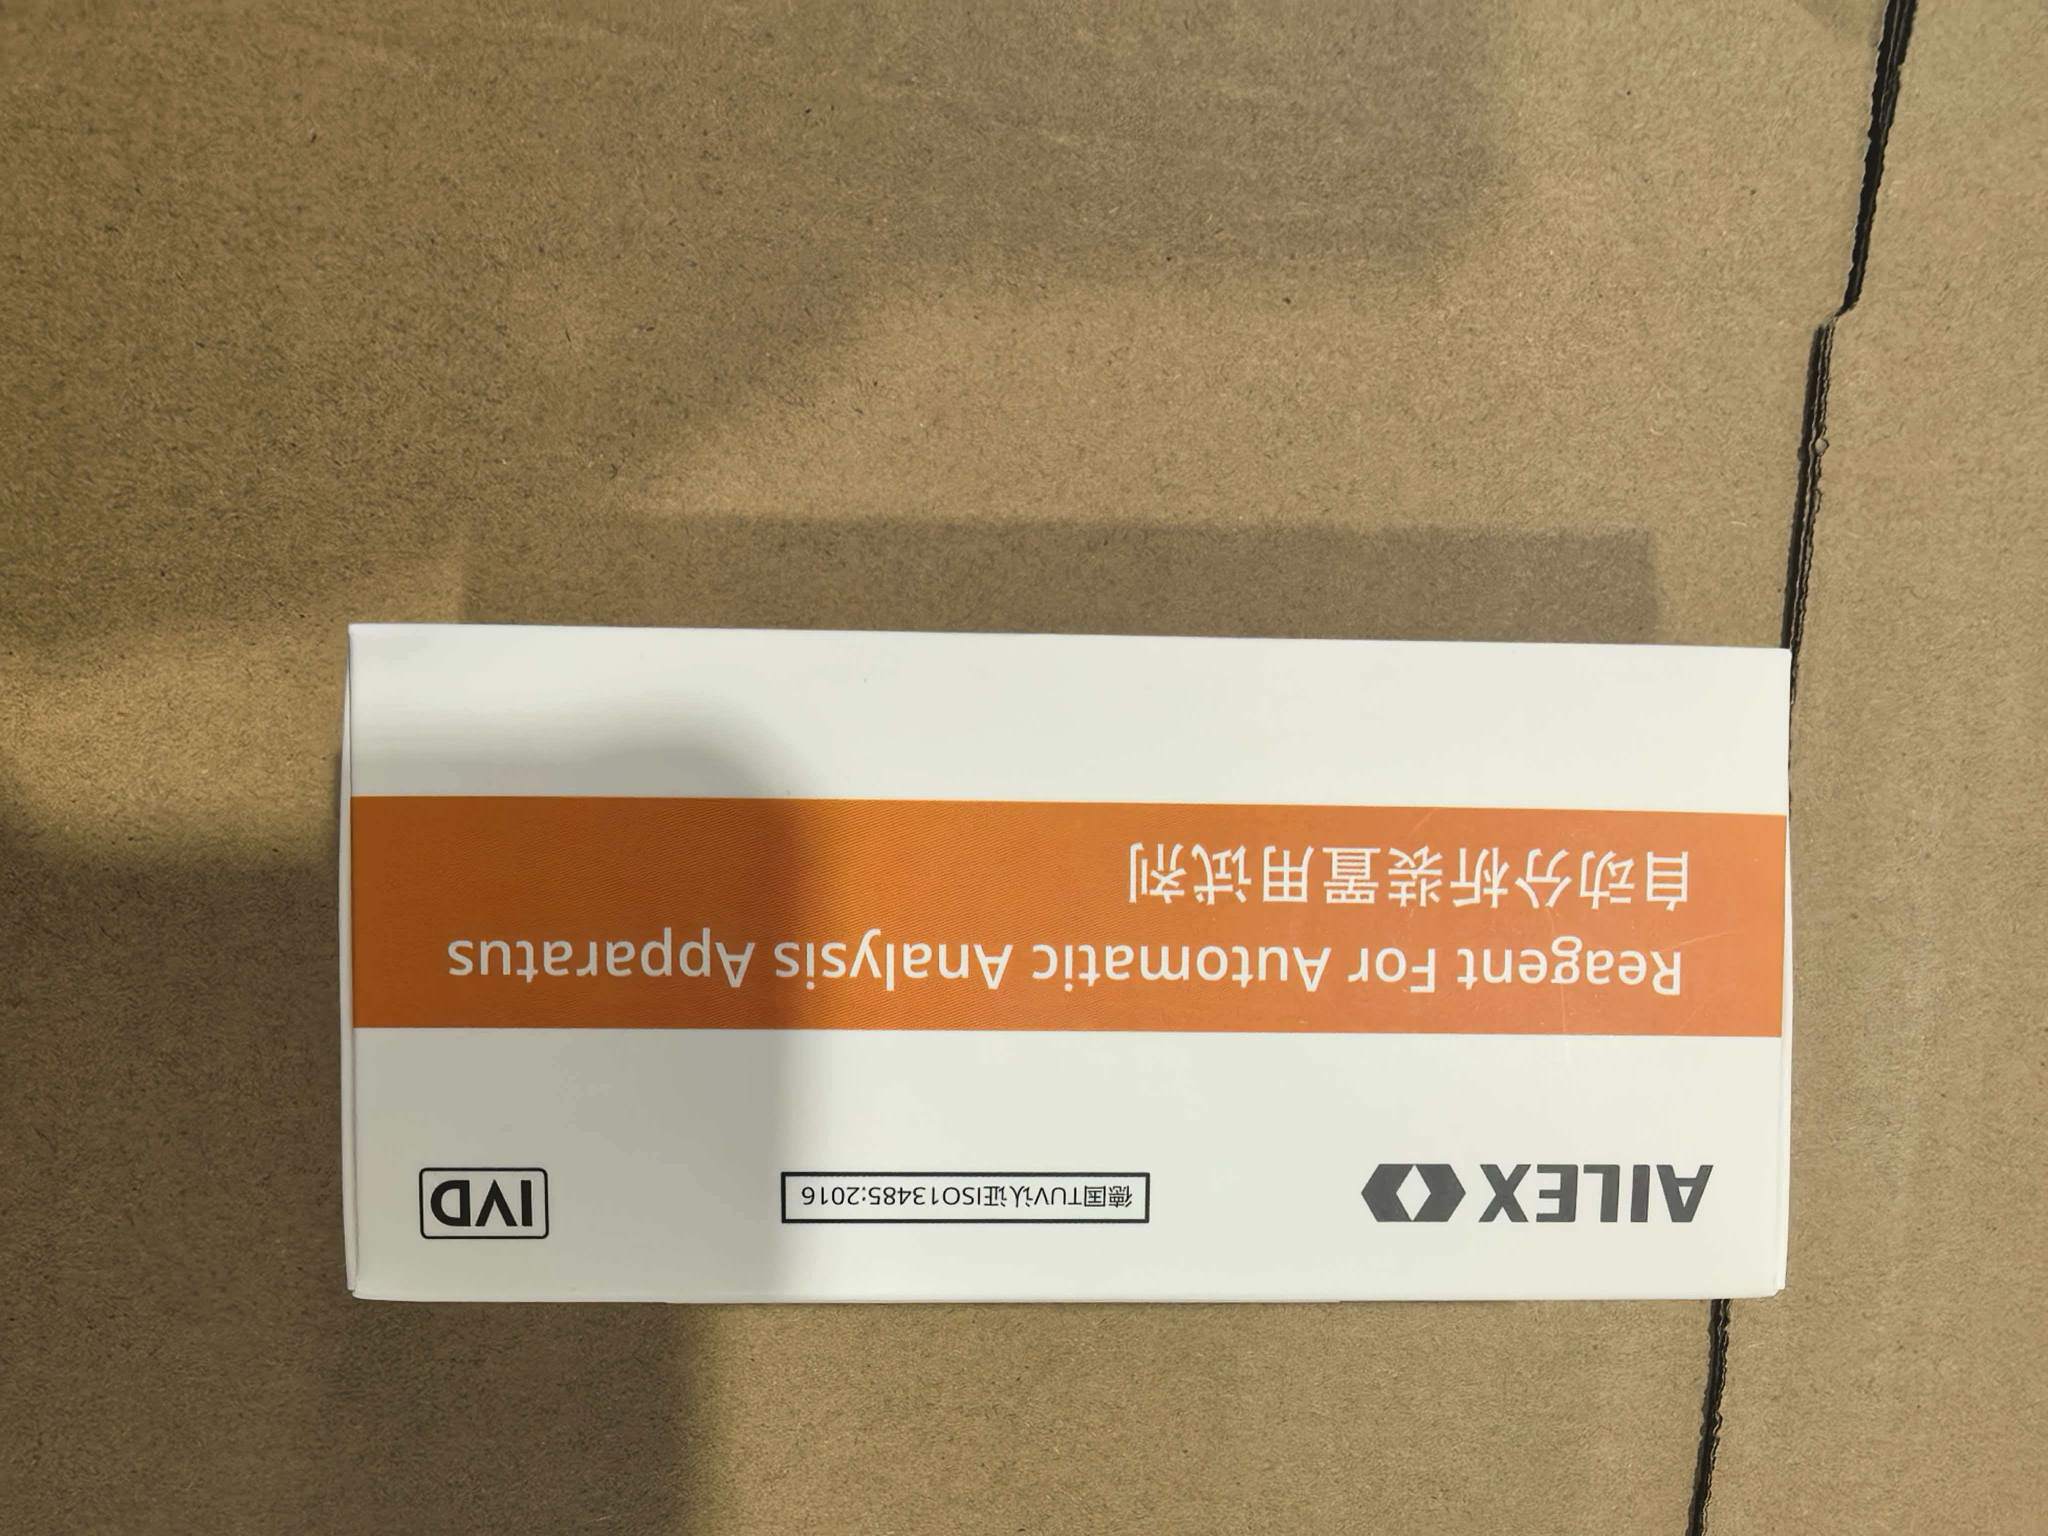 AILEX
德国TUV认证ISO13485:2016
IVD
Reagent For Automatic Analysis Apparatus
自动分析装置用试剂